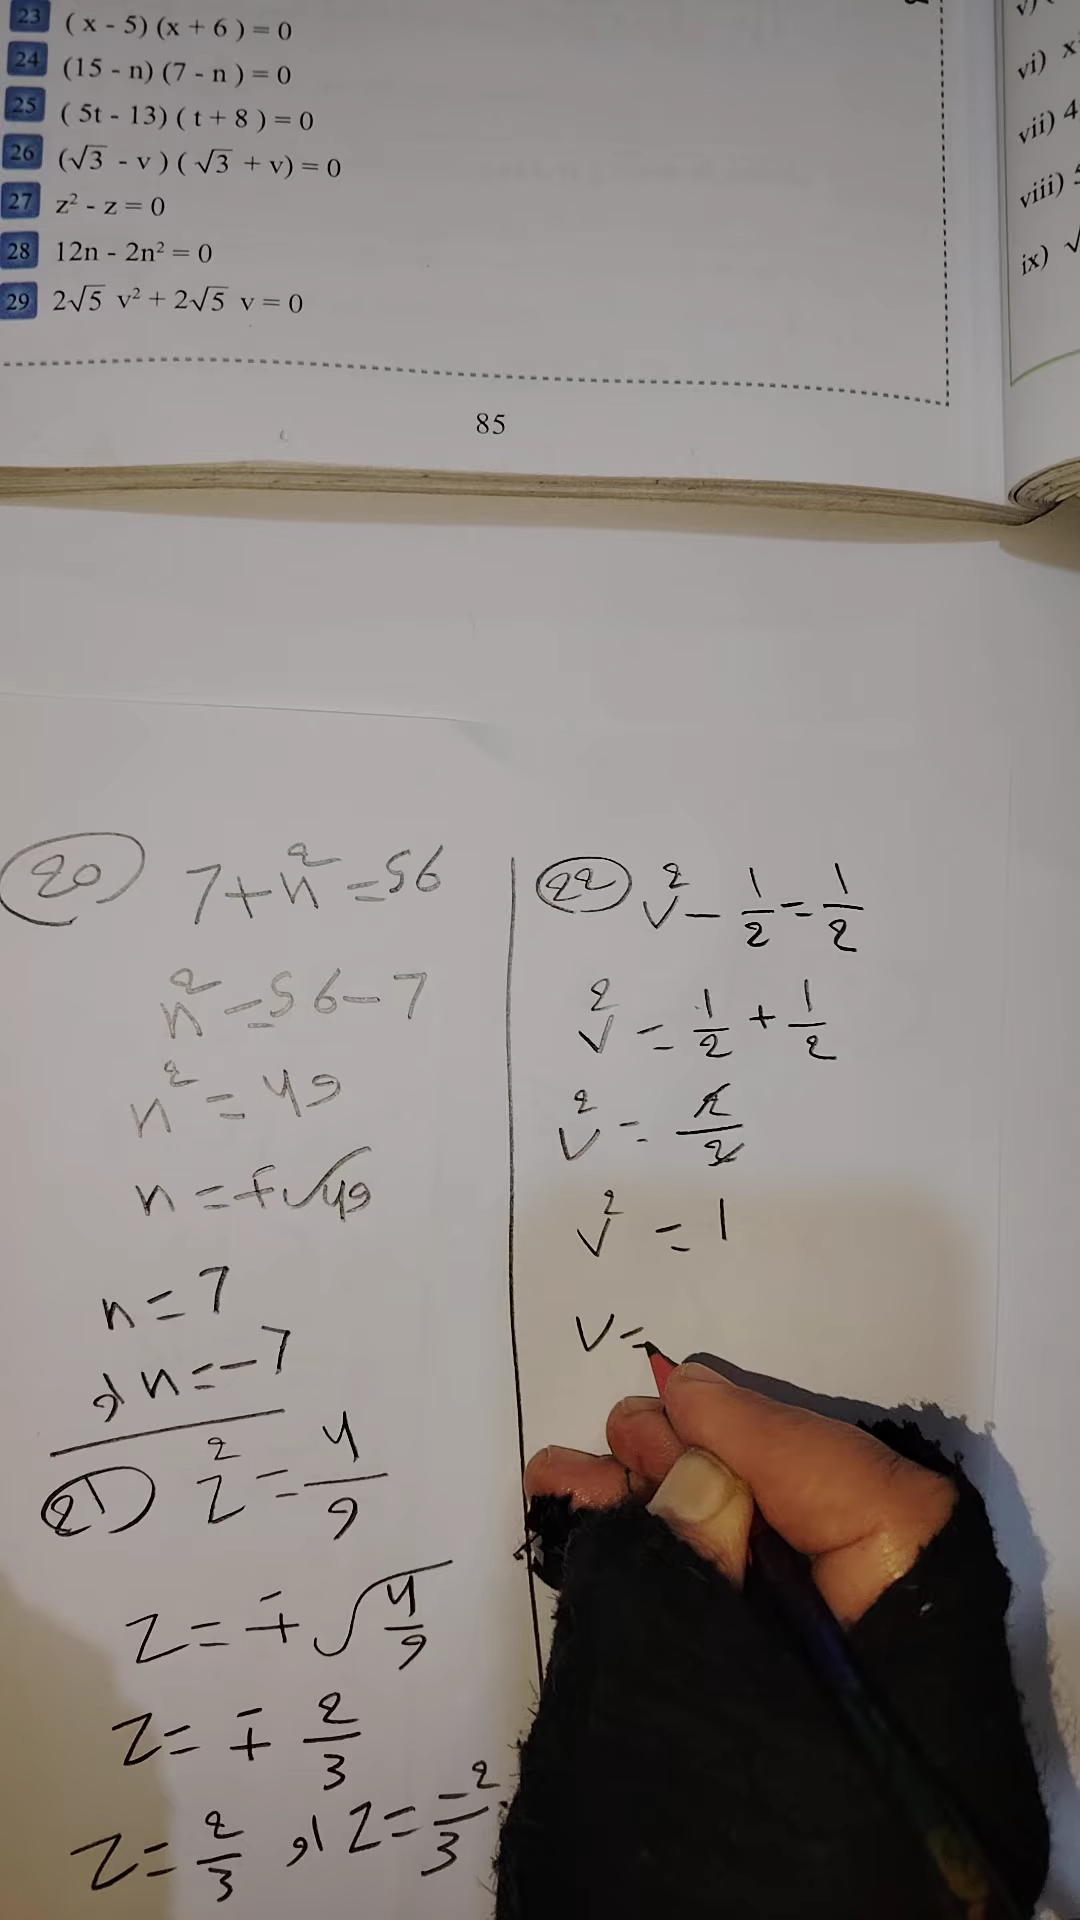 23 ( x - 5) (x + 6 ) = 0
24 (15 - n) (7 - n ) = 0
25 ( 5t - 13) ( t + 8 ) = 0
26 (√3 - v ) ( √3 + v) = 0
27 z² - z = 0
28 12n - 2n² = 0
29 2√5 v² + 2√5 v = 0
85
vi) x
vii) 4
viii) 5
ix) √
20 7+n²=56
n²=56-7
n²=49
n=∓√49
n=7
او n=-7
21 z²=4/9
z=∓√4/9
z=∓2/3
z=2/3 او z=-2/3
22 v²-1/2=1/2
v²=1/2+1/2
v²=2/2
v²=1
v=